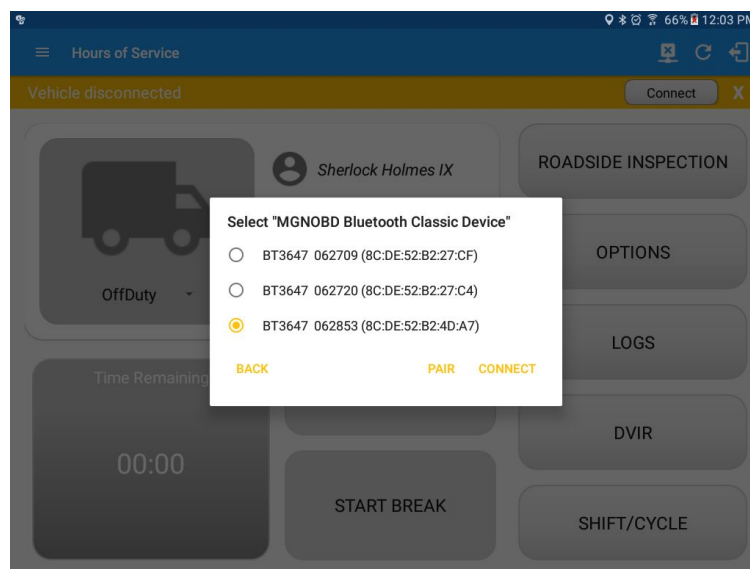 66% 12:03 PM
Hours of Service
Vehicle disconnected
Connect
X
Sherlock Holmes IX
OffDuty
Time Remaining
00:00
Select "MGNOBD Bluetooth Classic Device"
BT3647 062709 (8C:DE:52:B2:27:CF)
BT3647 062720 (8C:DE:52:B2:27:C4)
BT3647 062853 (8C:DE:52:B2:4D:A7)
BACK
PAIR
CONNECT
START BREAK
ROADSIDE INSPECTION
OPTIONS
LOGS
DVIR
SHIFT/CYCLE